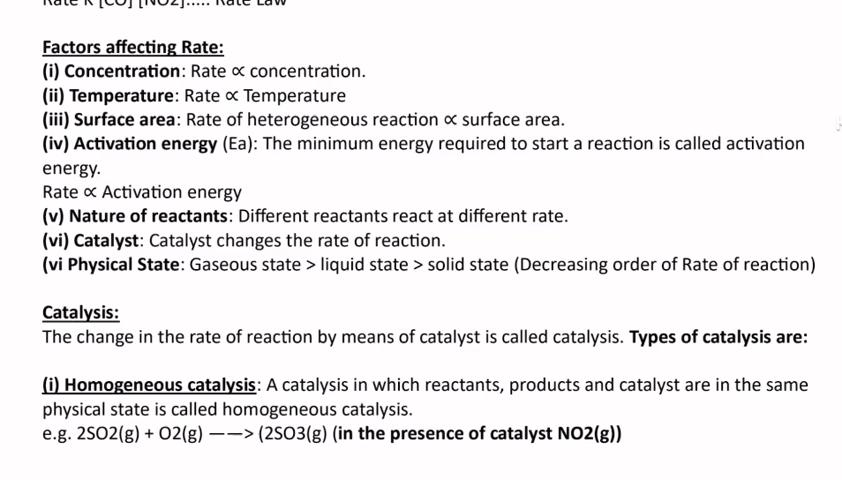 Rate K [CO] [NO2]..... Rate Law
Factors affecting Rate:
(i) Concentration: Rate ∝ concentration.
(ii) Temperature: Rate ∝ Temperature
(iii) Surface area: Rate of heterogeneous reaction ∝ surface area.
(iv) Activation energy (Ea): The minimum energy required to start a reaction is called activation
energy.
Rate ∝ Activation energy
(v) Nature of reactants: Different reactants react at different rate.
(vi) Catalyst: Catalyst changes the rate of reaction.
(vi Physical State: Gaseous state > liquid state > solid state (Decreasing order of Rate of reaction)
Catalysis:
The change in the rate of reaction by means of catalyst is called catalysis. Types of catalysis are:
(i) Homogeneous catalysis: A catalysis in which reactants, products and catalyst are in the same
physical state is called homogeneous catalysis.
e.g. 2SO2(g) + O2(g) ——> (2SO3(g) (in the presence of catalyst NO2(g))